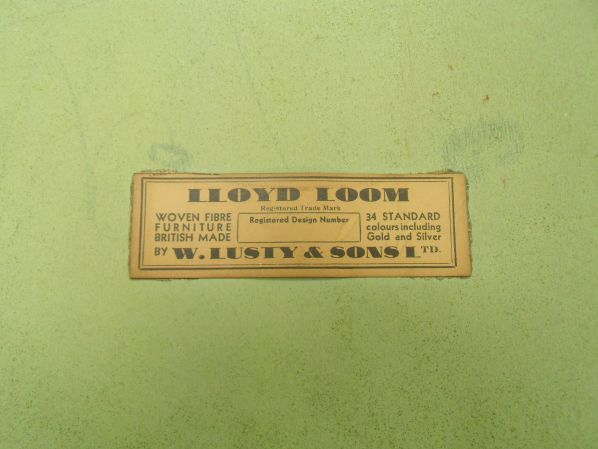 LLOYD LOOM
Registered Trade Mark
WOVEN FIBRE
FURNITURE
BRITISH MADE
Registered Design Number
34 STANDARD
colours including
Gold and Silver
BY W. LUSTY & SONS LTD.